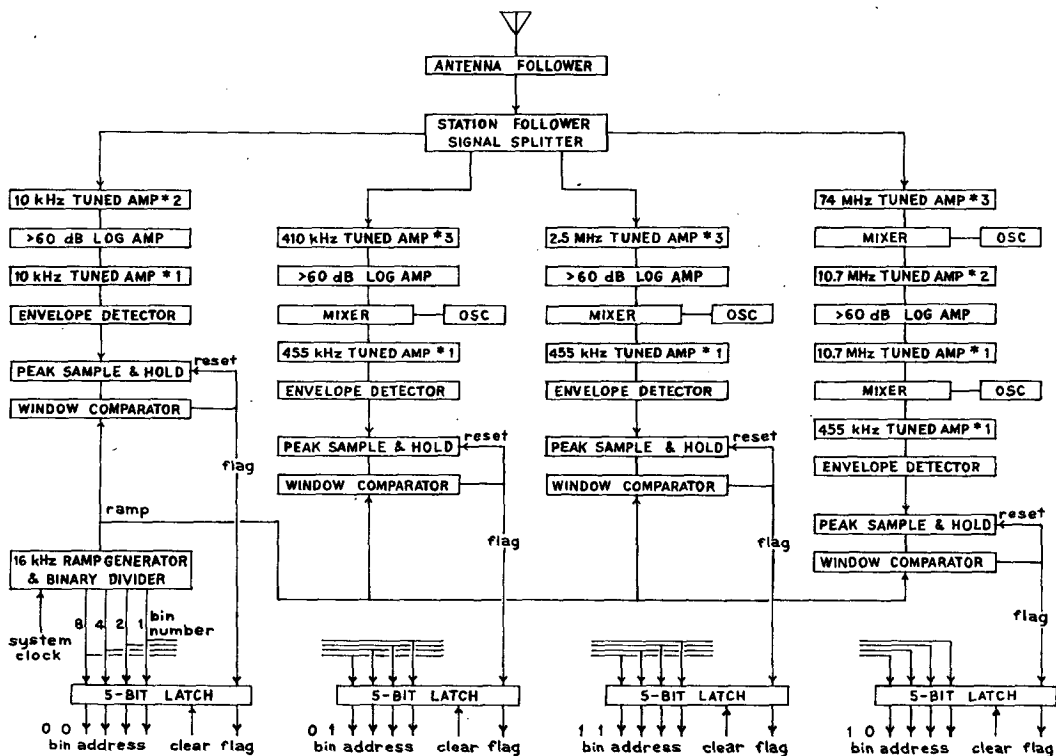 ANTENNA FOLLOWER
STATION FOLLOWER
SIGNAL SPLITTER
10 kHz TUNED AMP *2
>60 dB LOG AMP
10 kHz TUNED AMP *1
ENVELOPE DETECTOR
PEAK SAMPLE & HOLD
reset
WINDOW COMPARATOR
flag
ramp
16 kHz RAMP GENERATOR
& BINARY DIVIDER
system
clock
8 4 2 1
bin
number
5-BIT LATCH
0 0
bin address
clear flag
410 kHz TUNED AMP *3
>60 dB LOG AMP
MIXER
OSC
455 kHz TUNED AMP *1
ENVELOPE DETECTOR
PEAK SAMPLE & HOLD
reset
WINDOW COMPARATOR
flag
5-BIT LATCH
0 1
bin address
clear flag
2.5 MHz TUNED AMP *3
>60 dB LOG AMP
MIXER
OSC
455 kHz TUNED AMP *1
ENVELOPE DETECTOR
PEAK SAMPLE & HOLD
reset
WINDOW COMPARATOR
flag
5-BIT LATCH
1 1
bin address
clear flag
74 MHz TUNED AMP *3
MIXER
OSC
10.7 MHz TUNED AMP *2
>60 dB LOG AMP
10.7 MHz TUNED AMP *1
MIXER
OSC
455 kHz TUNED AMP *1
ENVELOPE DETECTOR
PEAK SAMPLE & HOLD
reset
WINDOW COMPARATOR
flag
5-BIT LATCH
1 0
bin address
clear flag